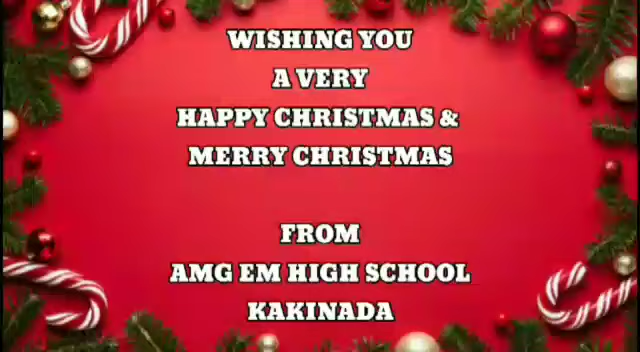 WISHING YOU
A VERY
HAPPY CHRISTMAS &
MERRY CHRISTMAS
FROM
AMG EM HIGH SCHOOL
KAKINADA